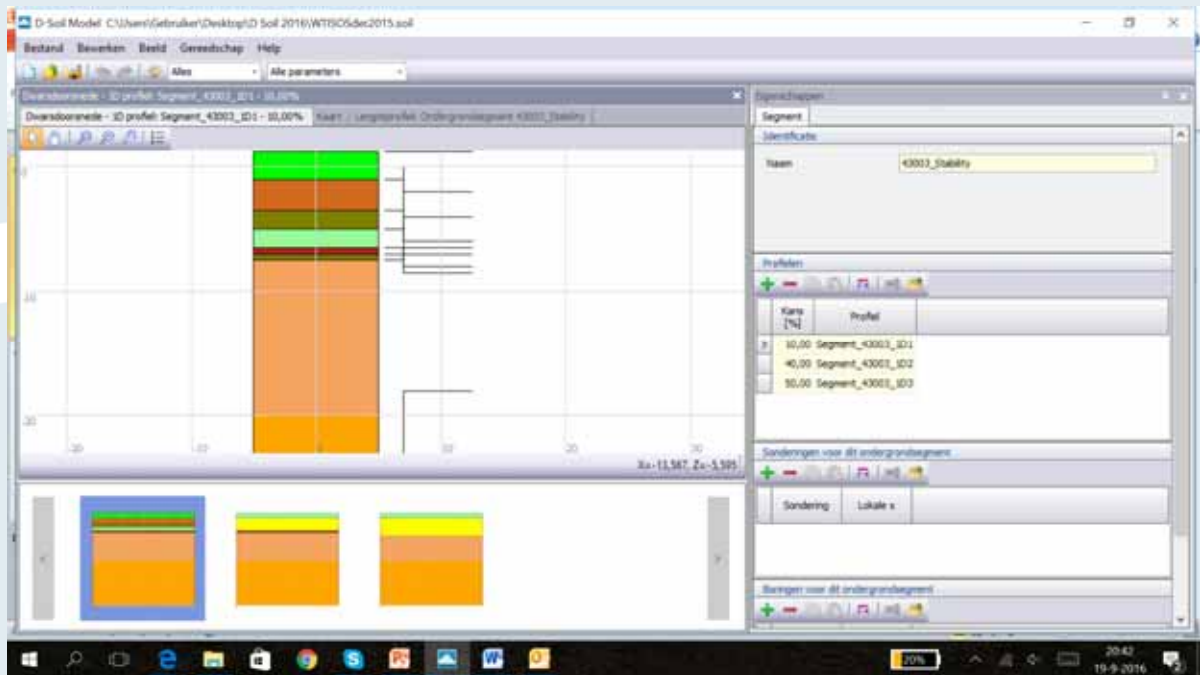 D-Soil Model C:\Users\Gebruiker\Desktop\D Soil 2016\WTISOSdec2015.soil
Bestand Bewerken Beeld Gereedschap Help
Alles
Alle parameters
Dwarsdoorsnede - 1D profiel: Segment_43003_1D1 - 10,00%
Dwarsdoorsnede - 1D profiel: Segment_43003_1D1 - 10,00%
Kaart / Lengteprofiel: Ondergrondsegment 43003_Stability
0
-10
-20
-20
-10
0
10
20
30
X=-13,567, Z=-5,595
Eigenschappen
Segment
Identificatie
Naam
43003_Stability
Profielen
Kans [%]
Profiel
10,00 Segment_43003_1D1
40,00 Segment_43003_1D2
50,00 Segment_43003_1D3
Sonderingen voor dit ondergrondsegment
Sondering
Lokale x
Boringen voor dit ondergrondsegment
20%
20:42
19-9-2016